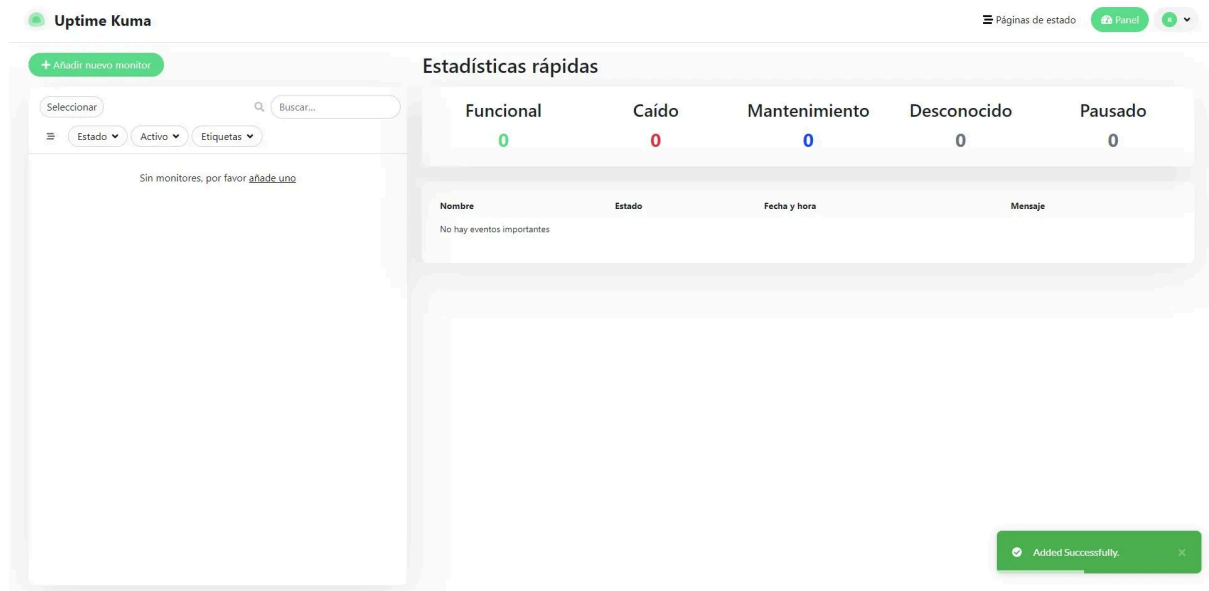 Uptime Kuma
Páginas de estado
Panel
Añadir nuevo monitor
Seleccionar
Buscar...
Estado
Activo
Etiquetas
Sin monitores, por favor añade uno
Estadísticas rápidas
Funcional Caído Mantenimiento Desconocido Pausado
0 0 0 0 0
Nombre Estado Fecha y hora Mensaje
No hay eventos importantes
Added Successfully.